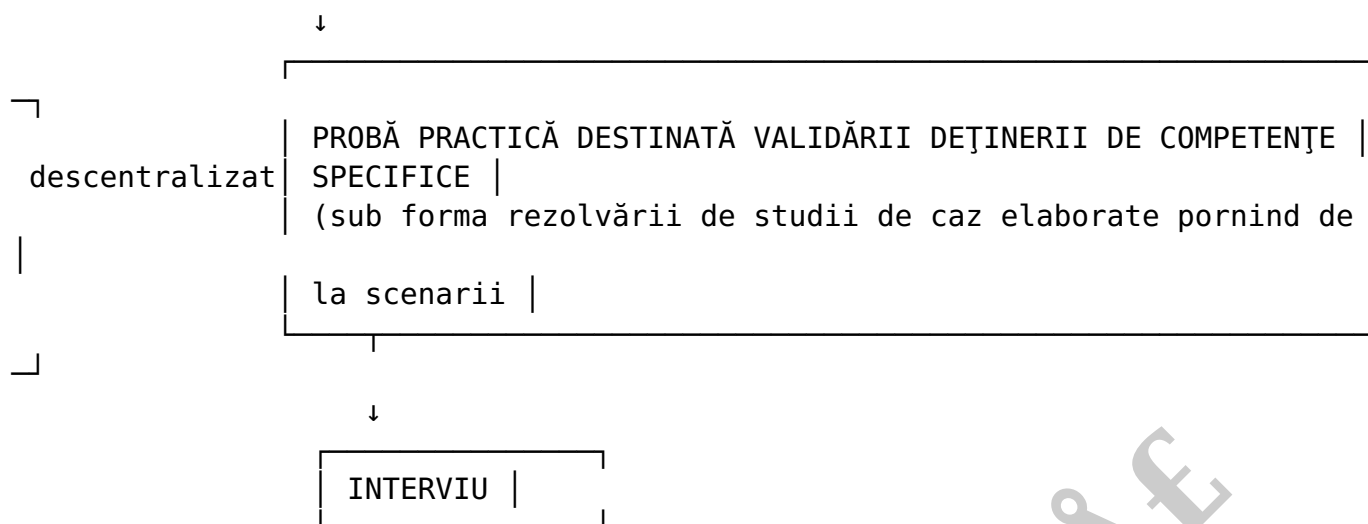 ↓
PROBĂ PRACTICĂ DESTINATĂ VALIDĂRII DEŢINERII DE COMPETENŢE
descentralizat SPECIFICE
(sub forma rezolvării de studii de caz elaborate pornind de
la scenarii
↓
INTERVIU